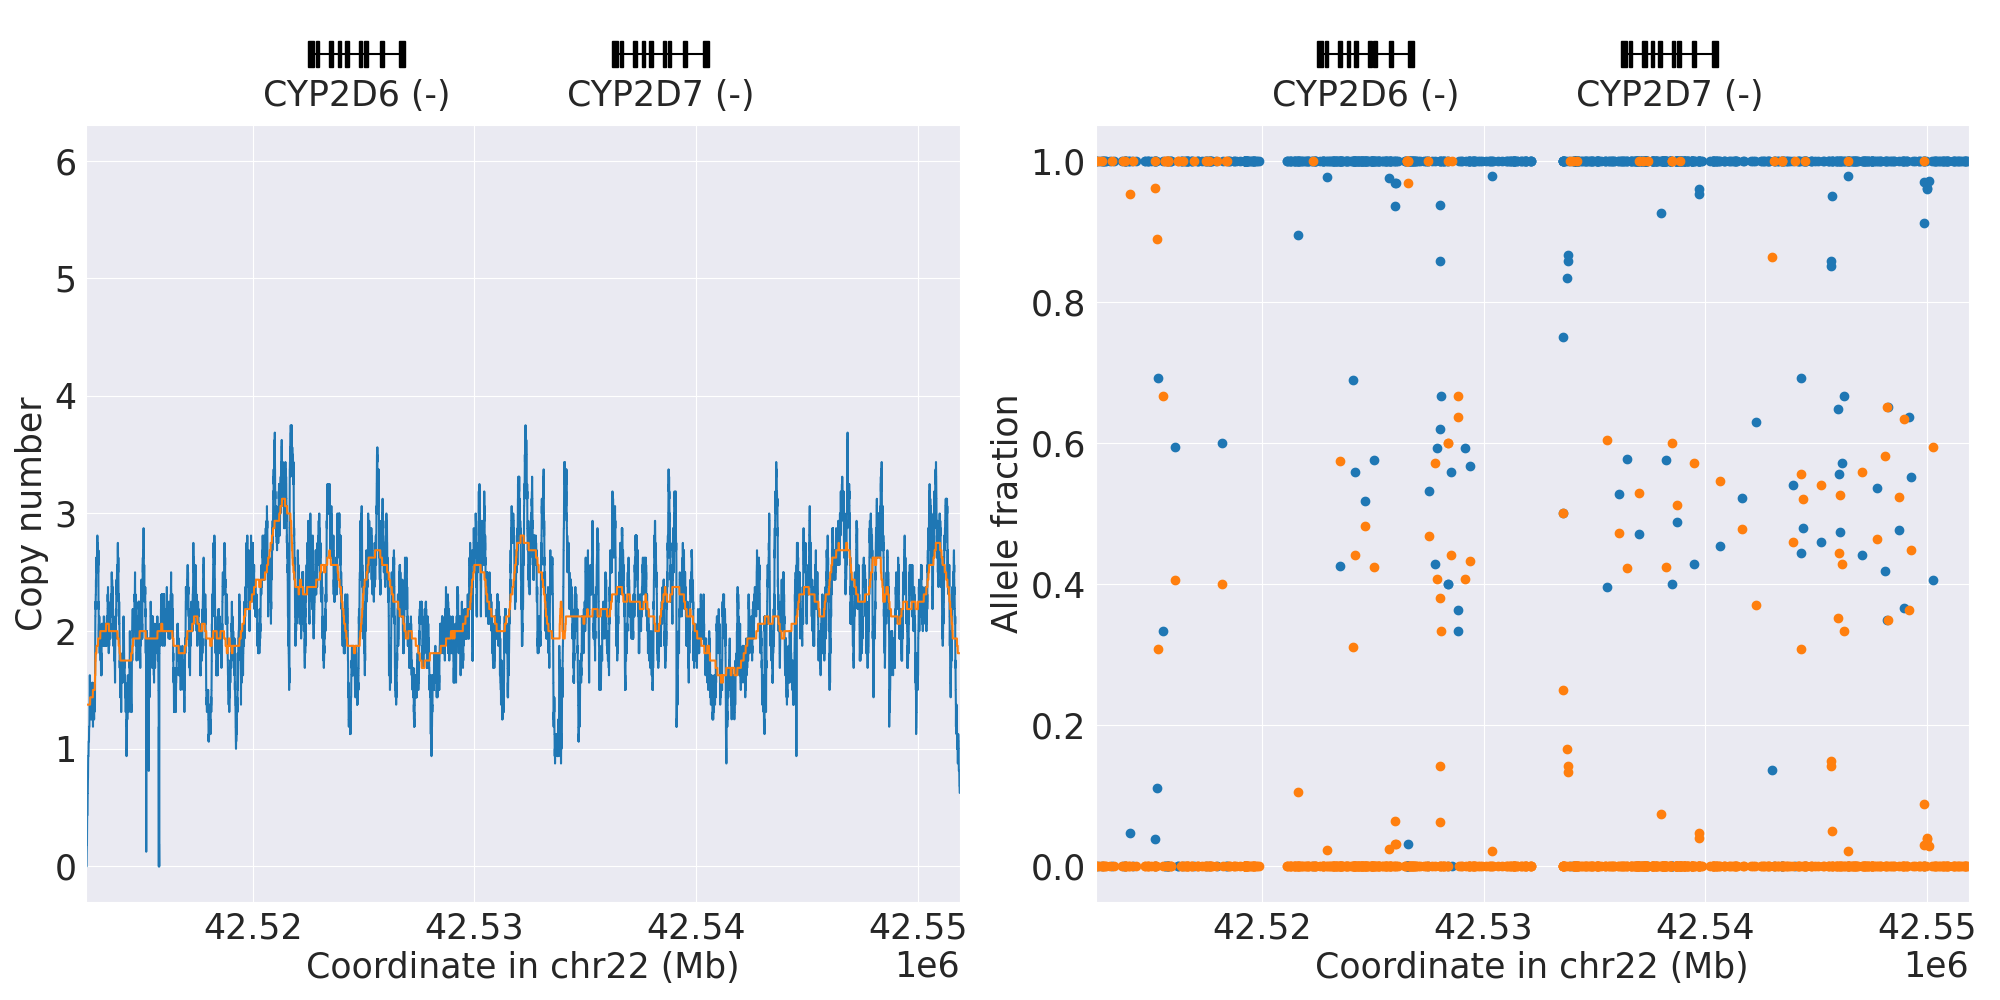 CYP2D6 (-) CYP2D7 (-)
CYP2D6 (-) CYP2D7 (-)
Copy number
6
5
4
3
2
1
0
42.52 42.53 42.54 42.55
Coordinate in chr22 (Mb) 1e6
Allele fraction
1.0
0.8
0.6
0.4
0.2
0.0
42.52 42.53 42.54 42.55
Coordinate in chr22 (Mb) 1e6